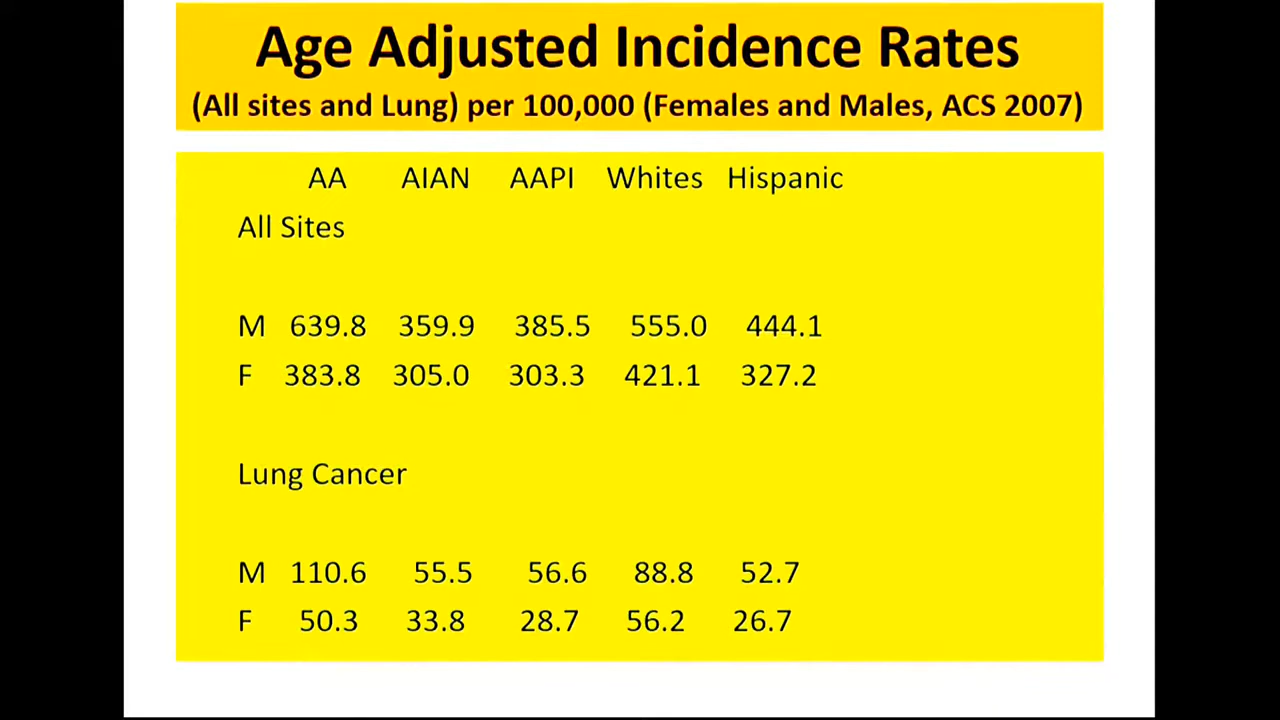 Age Adjusted Incidence Rates
(All sites and Lung) per 100,000 (Females and Males, ACS 2007)
AA AIAN AAPI Whites Hispanic
All Sites
M 639.8 359.9 385.5 555.0 444.1
F 383.8 305.0 303.3 421.1 327.2
Lung Cancer
M 110.6 55.5 56.6 88.8 52.7
F 50.3 33.8 28.7 56.2 26.7